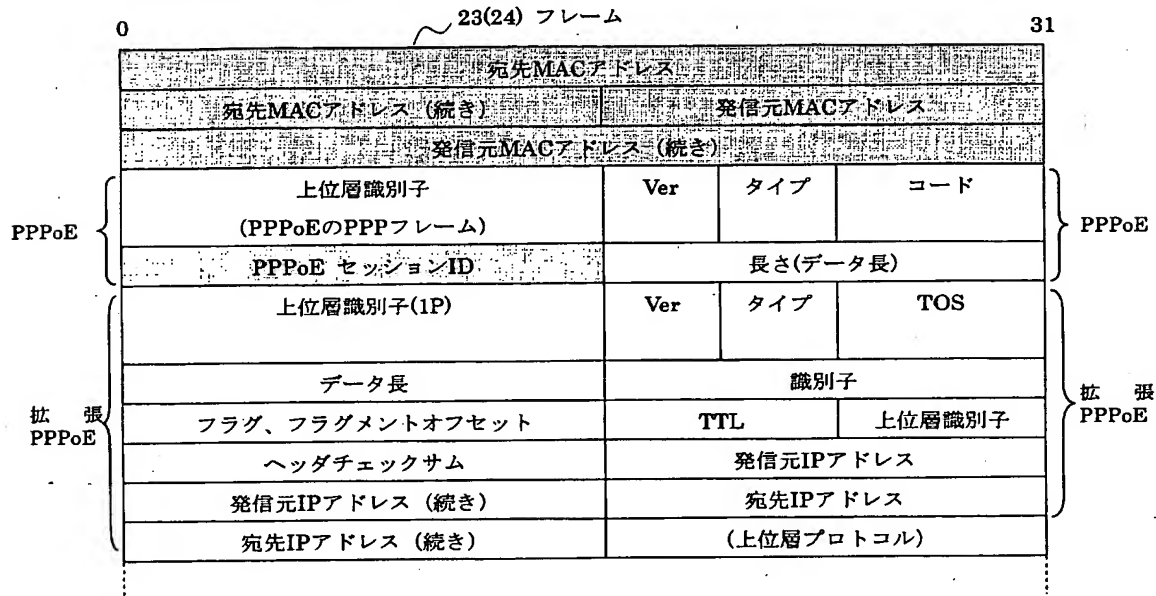 23(24) フレーム
0 31
宛先MACアドレス
宛先MACアドレス (続き) 発信元MACアドレス
発信元MACアドレス (続き)
上位層識別子 Ver タイプ コード
(PPPoEのPPPフレーム)
PPPoE PPPoE
PPPoE セッションID 長さ(データ長)
上位層識別子(1P) Ver タイプ TOS
データ長 識別子
フラグ、フラグメントオフセット TTL 上位層識別子
拡 張 拡 張
PPPoE PPPoE
ヘッダチェックサム 発信元IPアドレス
発信元IPアドレス (続き) 宛先IPアドレス
宛先IPアドレス (続き) (上位層プロトコル)